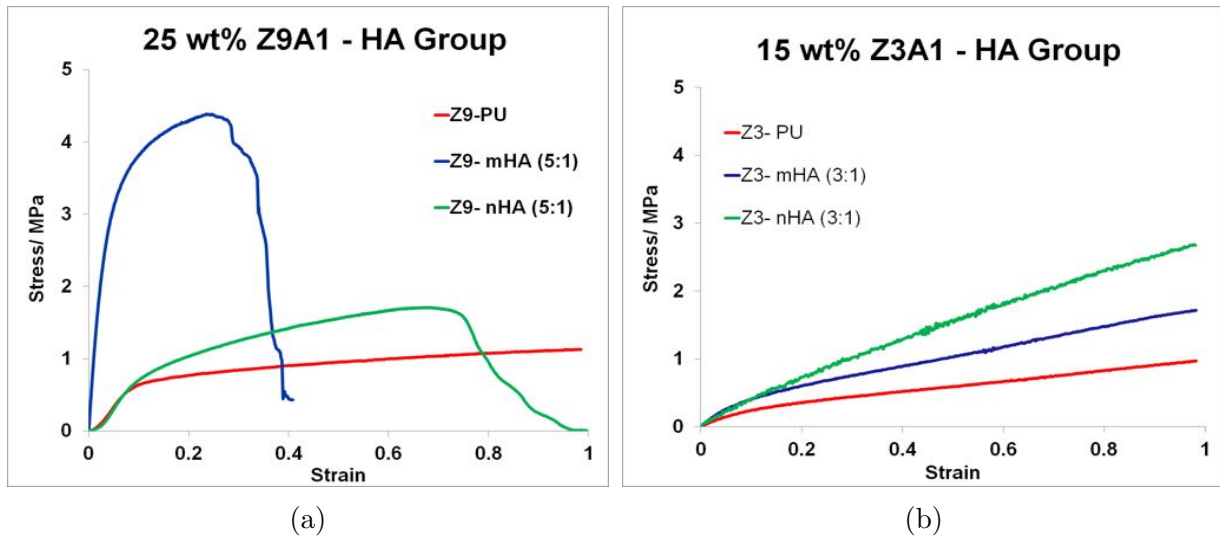 25 wt% Z9A1 - HA Group
5
4
3
2
1
0
Stress/ MPa
Z9-PU
Z9- mHA (5:1)
Z9- nHA (5:1)
0 0.2 0.4 0.6 0.8 1
Strain
(a)
15 wt% Z3A1 - HA Group
5
4
3
2
1
0
Stress/ MPa
Z3- PU
Z3- mHA (3:1)
Z3- nHA (3:1)
0 0.2 0.4 0.6 0.8 1
Strain
(b)